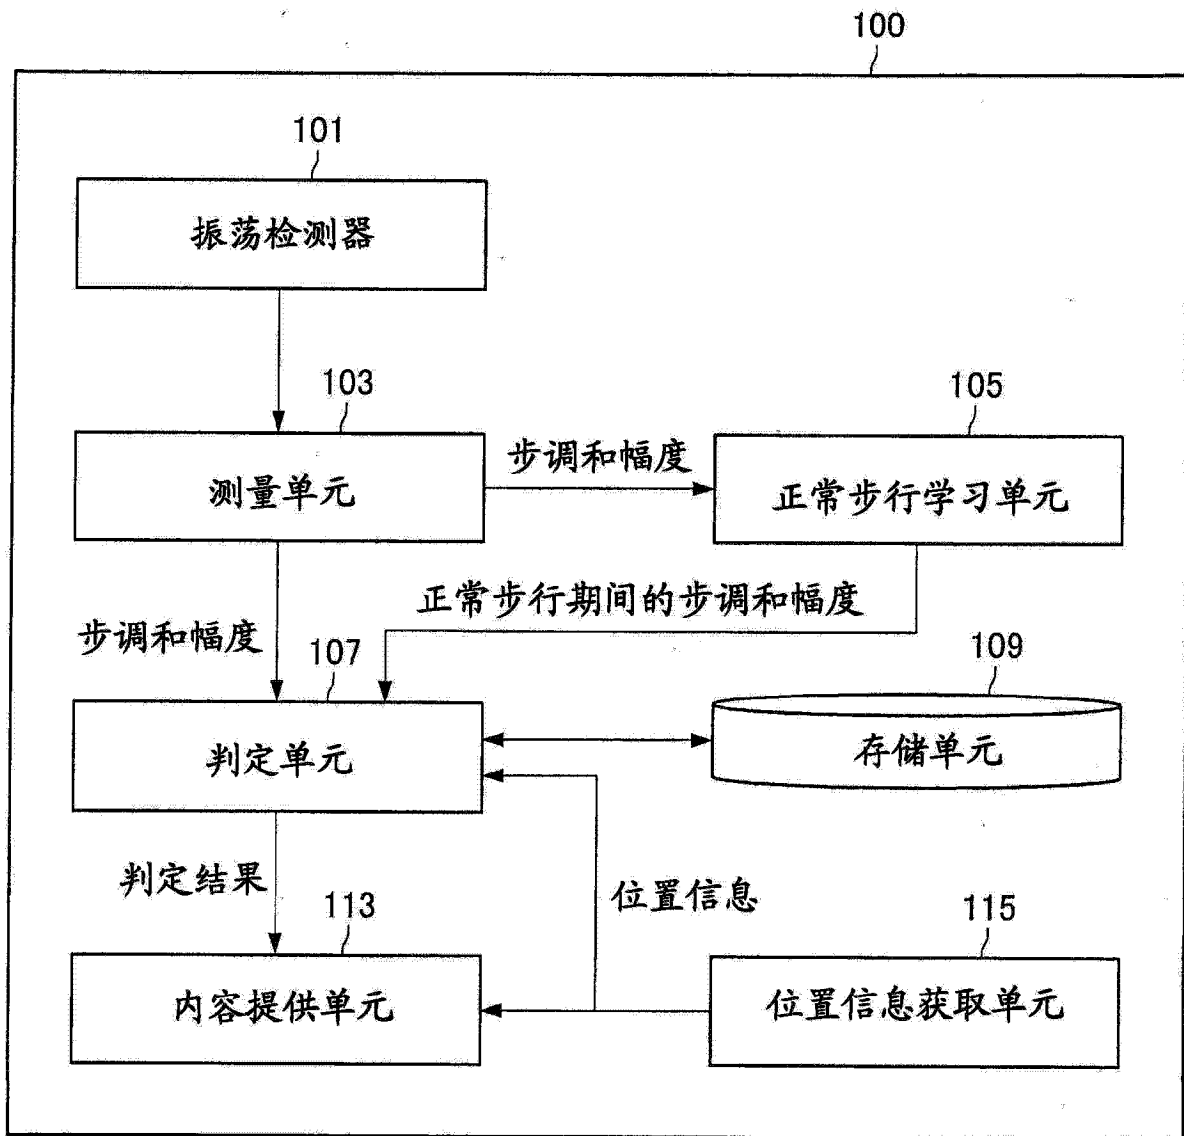 100
101
振荡检测器
103
测量单元
步调和幅度
105
正常步行学习单元
正常步行期间的步调和幅度
步调和幅度
107
判定单元
109
存储单元
判定结果
位置信息
113
内容提供单元
115
位置信息获取单元